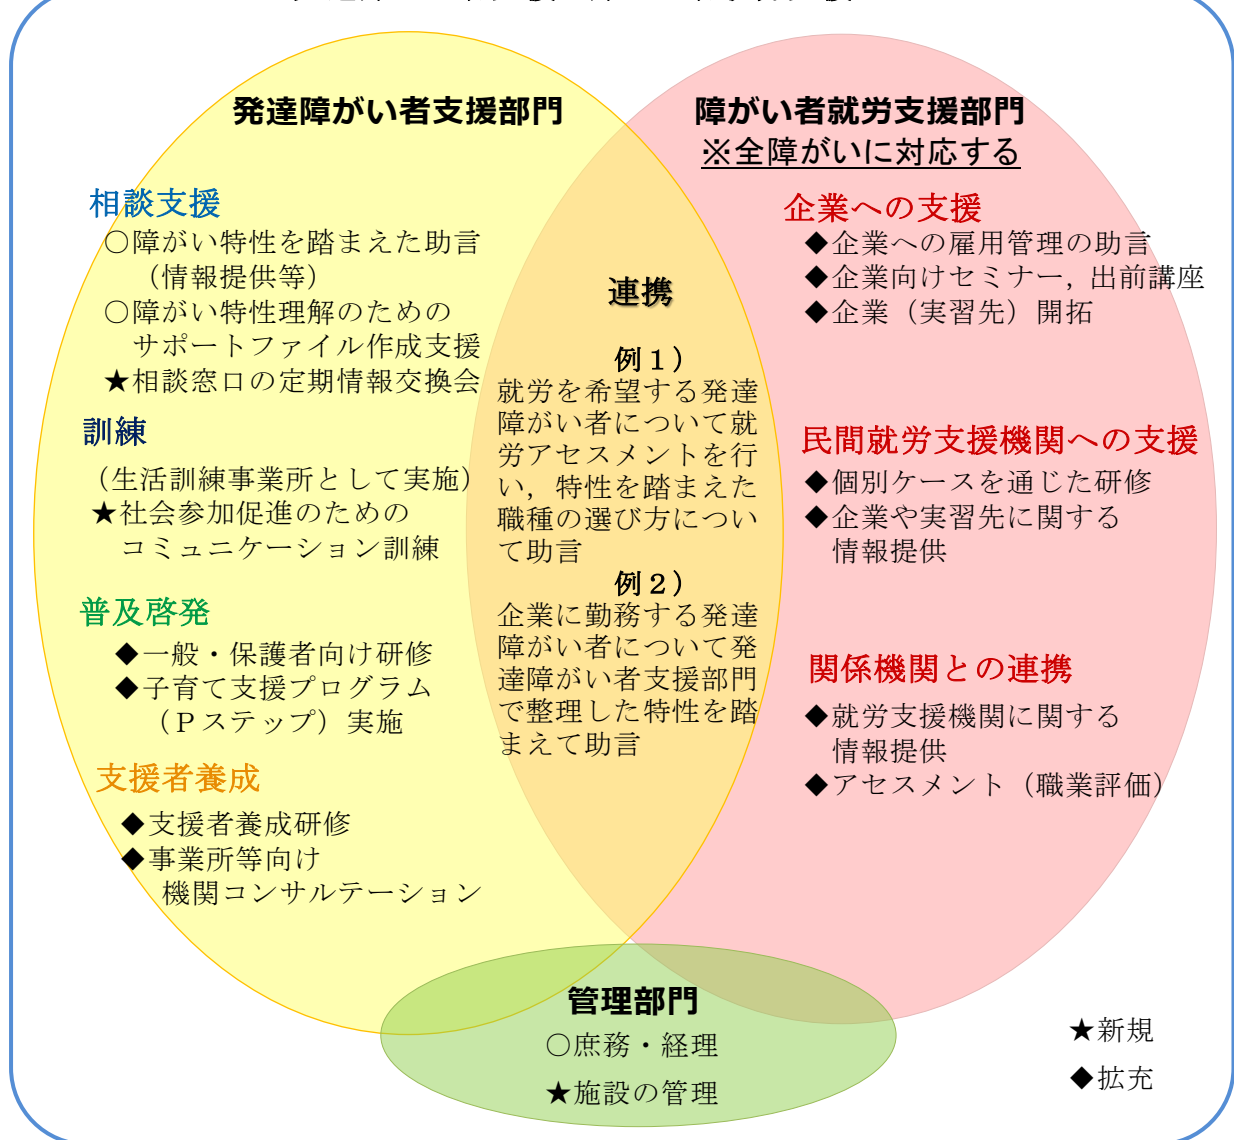 発達障がい者支援部門
相談支援
○障がい特性を踏まえた助言
（情報提供等）
○障がい特性理解のための
サポートファイル作成支援
★相談窓口の定期情報交換会
訓練
（生活訓練事業所として実施）
★社会参加促進のための
コミュニケーション訓練
普及啓発
◆一般・保護者向け研修
◆子育て支援プログラム
（Ｐステップ）実施
支援者養成
◆支援者養成研修
◆事業所等向け
機関コンサルテーション
連携
例１）
就労を希望する発達
障がい者について就
労アセスメントを行
い，特性を踏まえた
職種の選び方につい
て助言
例２）
企業に勤務する発達
障がい者について発
達障がい者支援部門
で整理した特性を踏
まえて助言
障がい者就労支援部門
※全障がいに対応する
企業への支援
◆企業への雇用管理の助言
◆企業向けセミナー，出前講座
◆企業（実習先）開拓
民間就労支援機関への支援
◆個別ケースを通じた研修
◆企業や実習先に関する
情報提供
関係機関との連携
◆就労支援機関に関する
情報提供
◆アセスメント（職業評価）
管理部門
○庶務・経理
★施設の管理
★新規
◆拡充